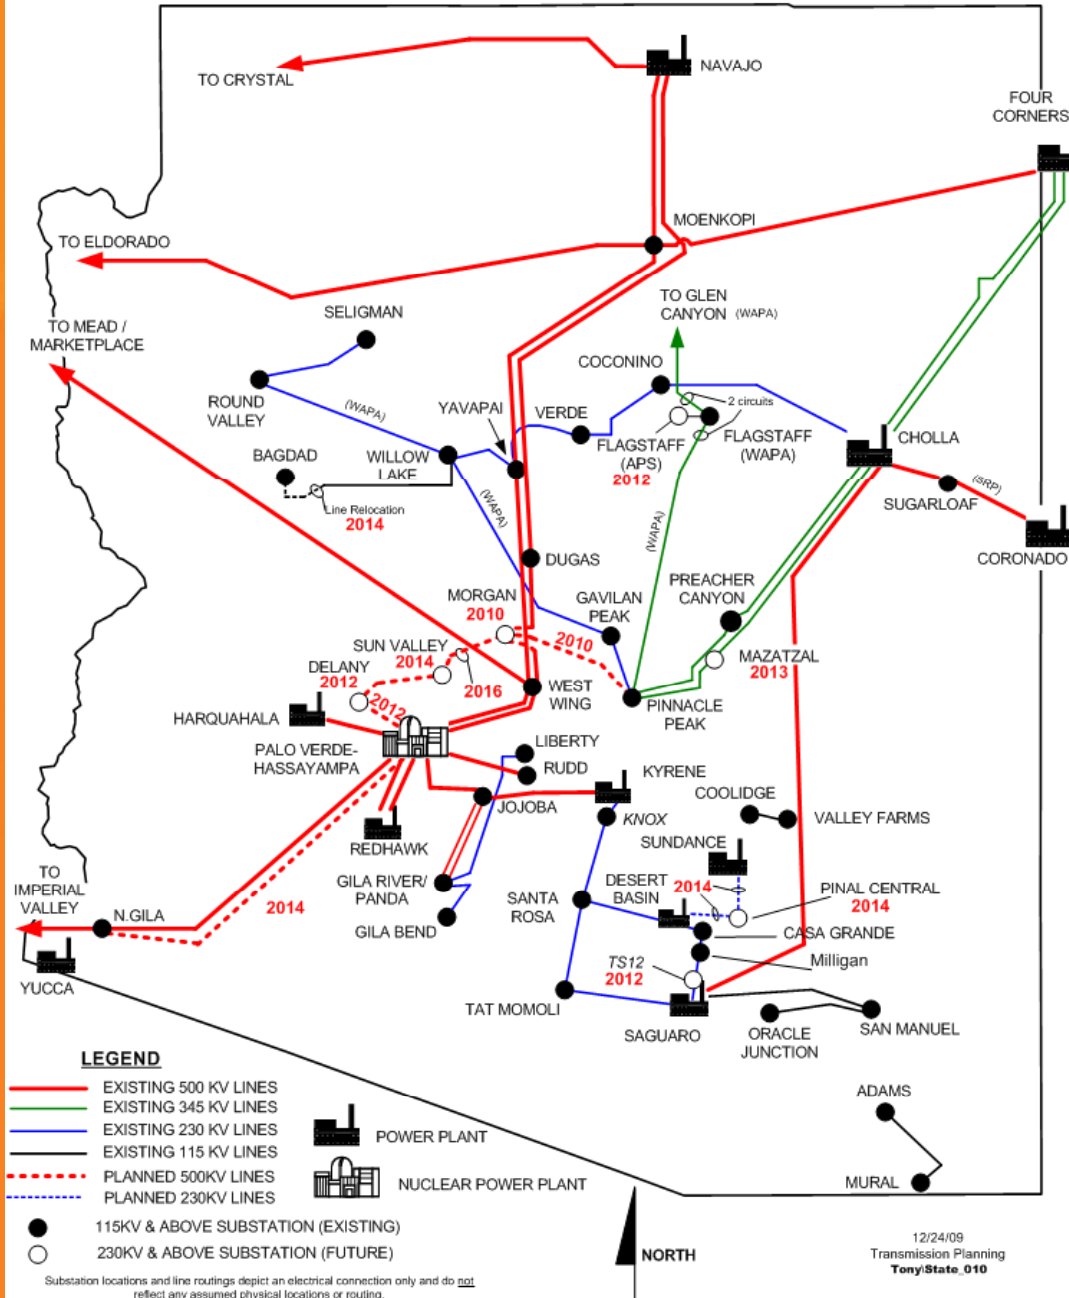 NAVAJO
TO CRYSTAL
FOUR
CORNERS
MOENKOPI
TO ELDORADO
TO GLEN
CANYON (WAPA)
SELIGMAN
TO MEAD /
MARKETPLACE
COCONINO
2 circuits
ROUND
VALLEY
(WAPA)
YAVAPAI
VERDE
FLAGSTAFF
(APS)
2012
FLAGSTAFF
(WAPA)
CHOLLA
BAGDAD
WILLOW
LAKE
(WAPA)
(WAPA)
SUGARLOAF
(SRP)
CORONADO
Line Relocation
2014
DUGAS
MORGAN
2010
GAVILAN
PEAK
PREACHER
CANYON
2010
SUN VALLEY
2014
2016
MAZATZAL
2013
DELANY
2012
2012
WEST
WING
PINNACLE
PEAK
HARQUAHALA
PALO VERDE-
HASSAYAMPA
LIBERTY
RUDD
KYRENE
COOLIDGE
VALLEY FARMS
JOJOBA
KNOX
REDHAWK
SUNDANCE
GILA RIVER/
PANDA
DESERT
BASIN
2014
PINAL CENTRAL
2014
TO
IMPERIAL
VALLEY
2014
SANTA
ROSA
GILA BEND
N.GILA
CASA GRANDE
Milligan
YUCCA
TS12
2012
TAT MOMOLI
SAGUARO
ORACLE
JUNCTION
SAN MANUEL
ADAMS
MURAL
LEGEND
EXISTING 500 KV LINES
EXISTING 345 KV LINES
EXISTING 230 KV LINES
EXISTING 115 KV LINES
PLANNED 500KV LINES
PLANNED 230KV LINES
POWER PLANT
NUCLEAR POWER PLANT
115KV & ABOVE SUBSTATION (EXISTING)
230KV & ABOVE SUBSTATION (FUTURE)
NORTH
12/24/09
Transmission Planning
Tony\State_010
Substation locations and line routings depict an electrical connection only and do not
reflect any assumed physical locations or routing.